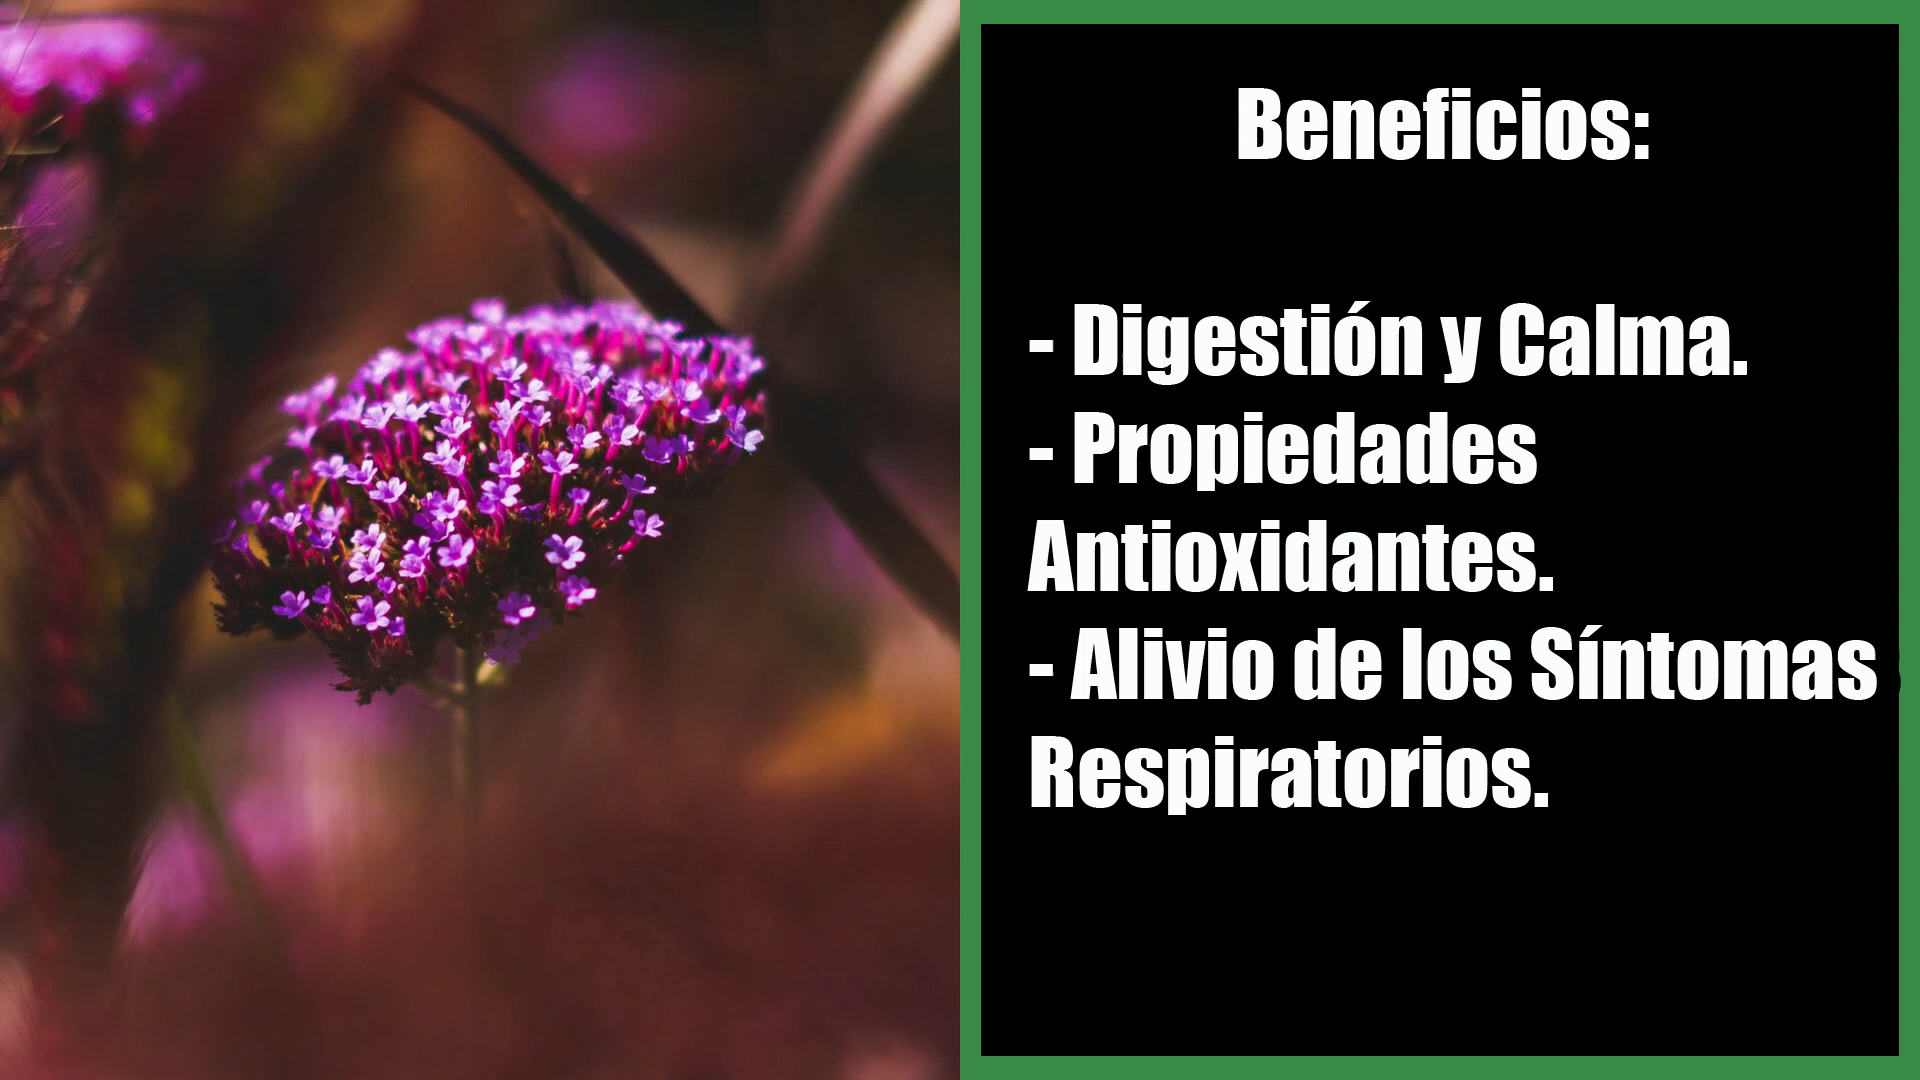 Beneficios:
- Digestión y Calma.
- Propiedades
Antioxidantes.
- Alivio de los Síntomas
Respiratorios.